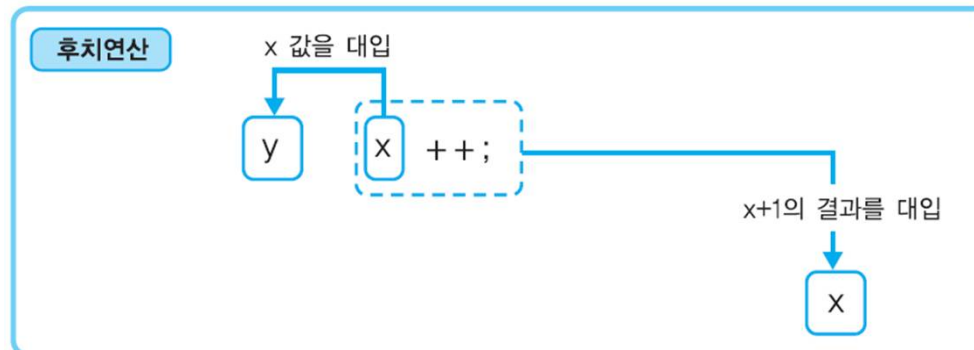 후치연산
x 값을 대입
y x ++;
x+1의 결과를 대입
x